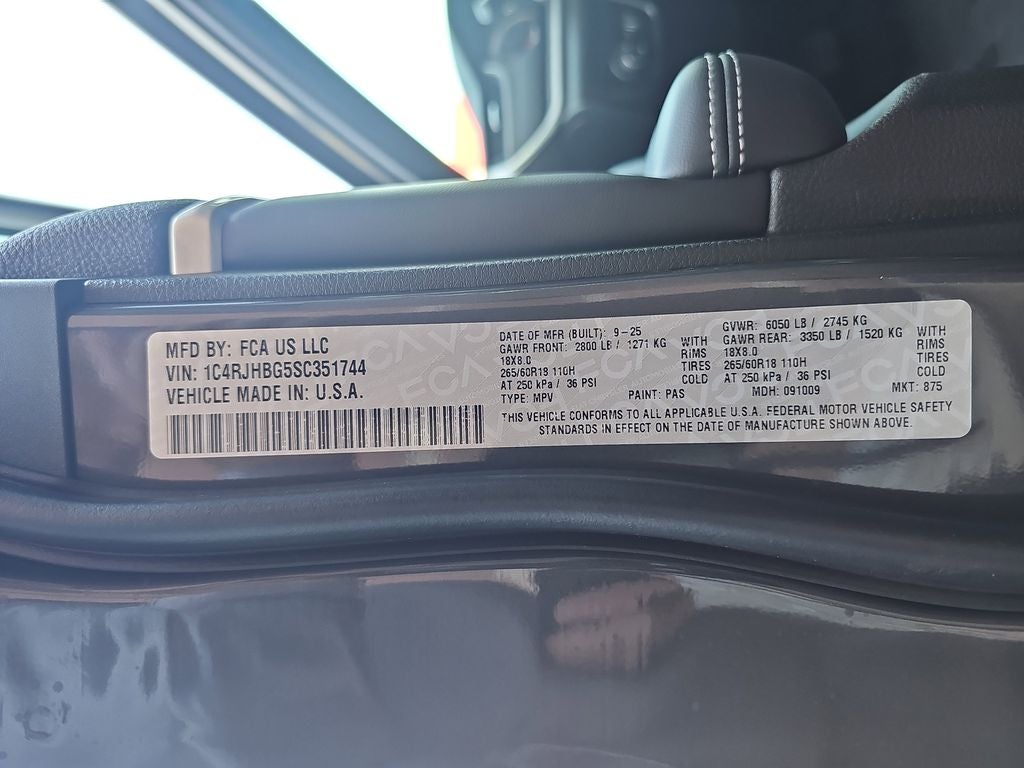 MFD BY: FCA US LLC
VIN: 1C4RJHBG5SC351744
VEHICLE MADE IN: U.S.A.
DATE OF MFR (BUILT): 9-25
GAWR FRONT: 2800 LB / 1271 KG WITH
18X8.0 RIMS
265/60R18 110H TIRES
AT 250 kPa / 36 PSI COLD
TYPE: MPV PAINT: PAS
GVWR: 6050 LB / 2745 KG
GAWR REAR: 3350 LB / 1520 KG WITH
18X8.0 RIMS
265/60R18 110H TIRES
AT 250 kPa / 36 PSI COLD
MDH: 091009 MKT: 875
THIS VEHICLE CONFORMS TO ALL APPLICABLE U.S.A. FEDERAL MOTOR VEHICLE SAFETY
STANDARDS IN EFFECT ON THE DATE OF MANUFACTURE SHOWN ABOVE.